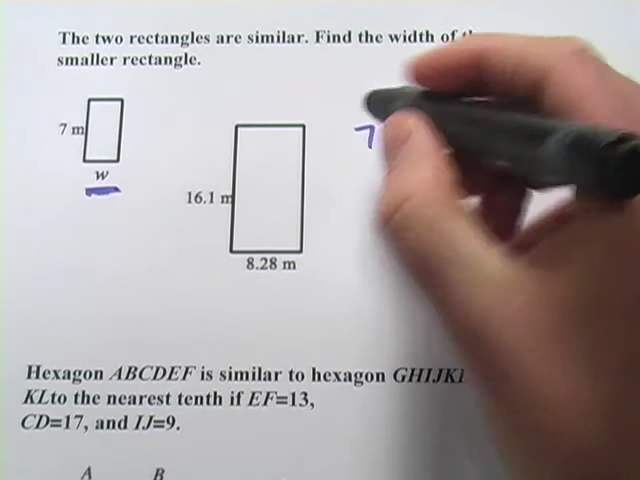 The two rectangles are similar. Find the width of
smaller rectangle.
7 m
7
w
16.1 m
8.28 m
Hexagon ABCDEF is similar to hexagon
KLto the nearest tenth if EF=13,
CD=17, and IJ=9.
A B